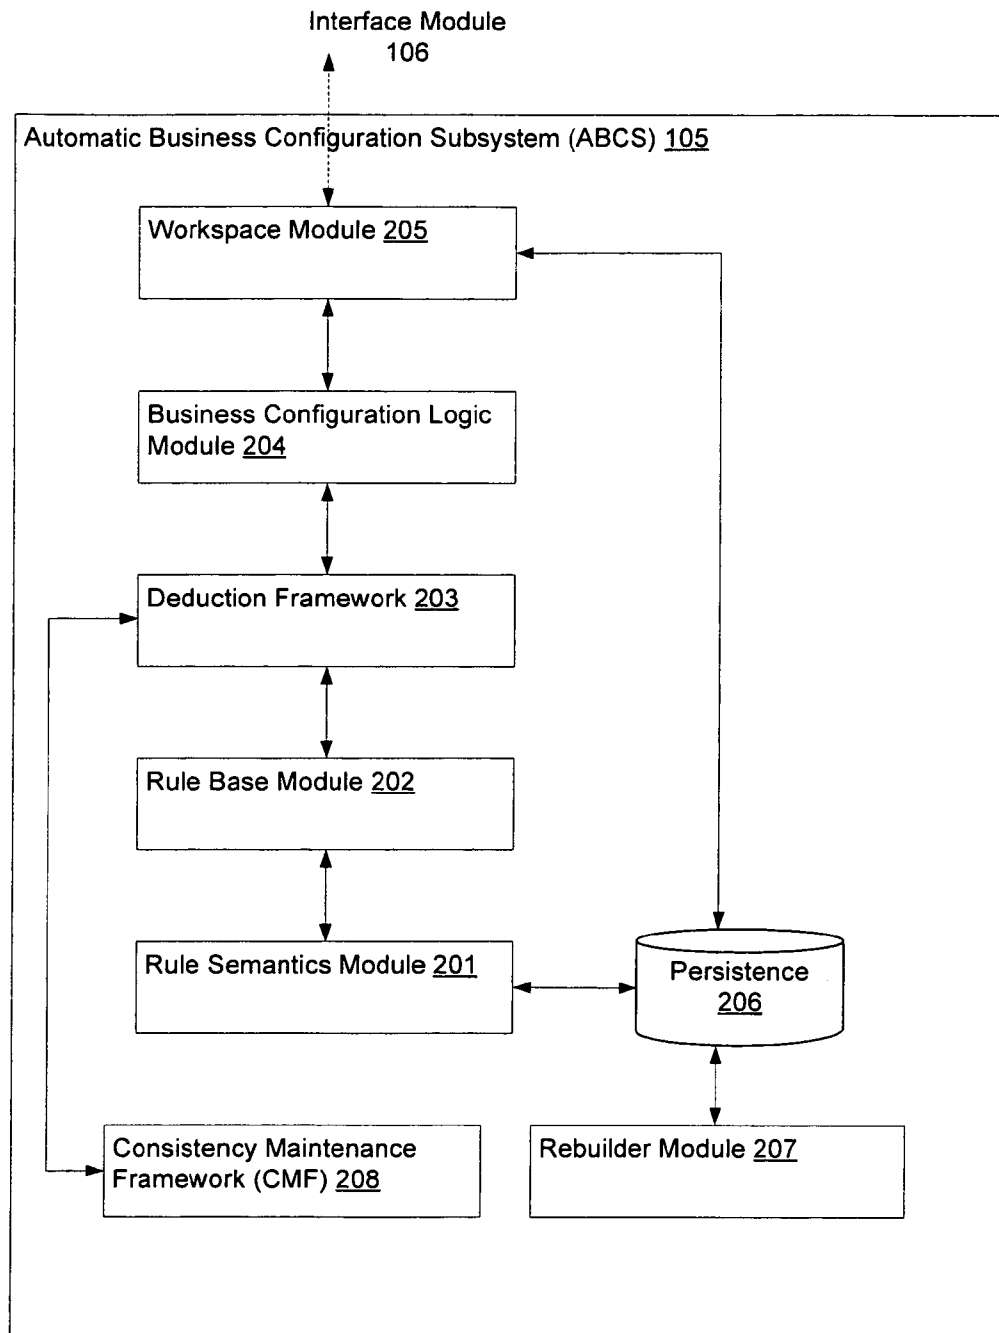 Interface Module
106
Automatic Business Configuration Subsystem (ABCS) 105
Workspace Module 205
Business Configuration Logic
Module 204
Deduction Framework 203
Rule Base Module 202
Rule Semantics Module 201
Persistence
206
Consistency Maintenance
Framework (CMF) 208
Rebuilder Module 207